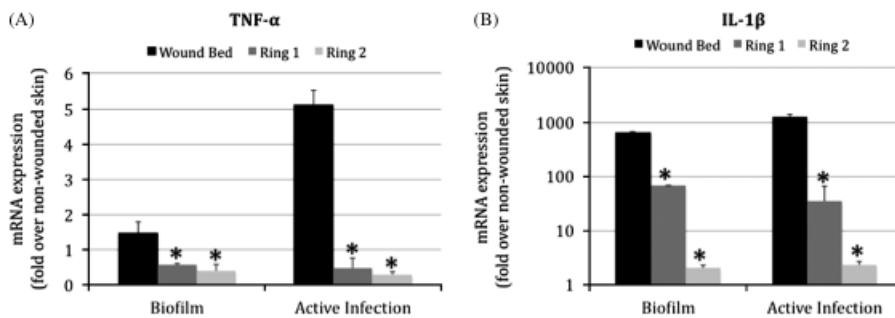 (A)
TNF-α
Wound Bed Ring 1 Ring 2
mRNA expression
(fold over non-wounded skin)
6
5
4
3
2
1
0
* * * *
Biofilm Active Infection
(B)
IL-1β
Wound Bed Ring 1 Ring 2
mRNA expression
(fold over non-wounded skin)
10000
1000
100
10
1
* * * *
Biofilm Active Infection